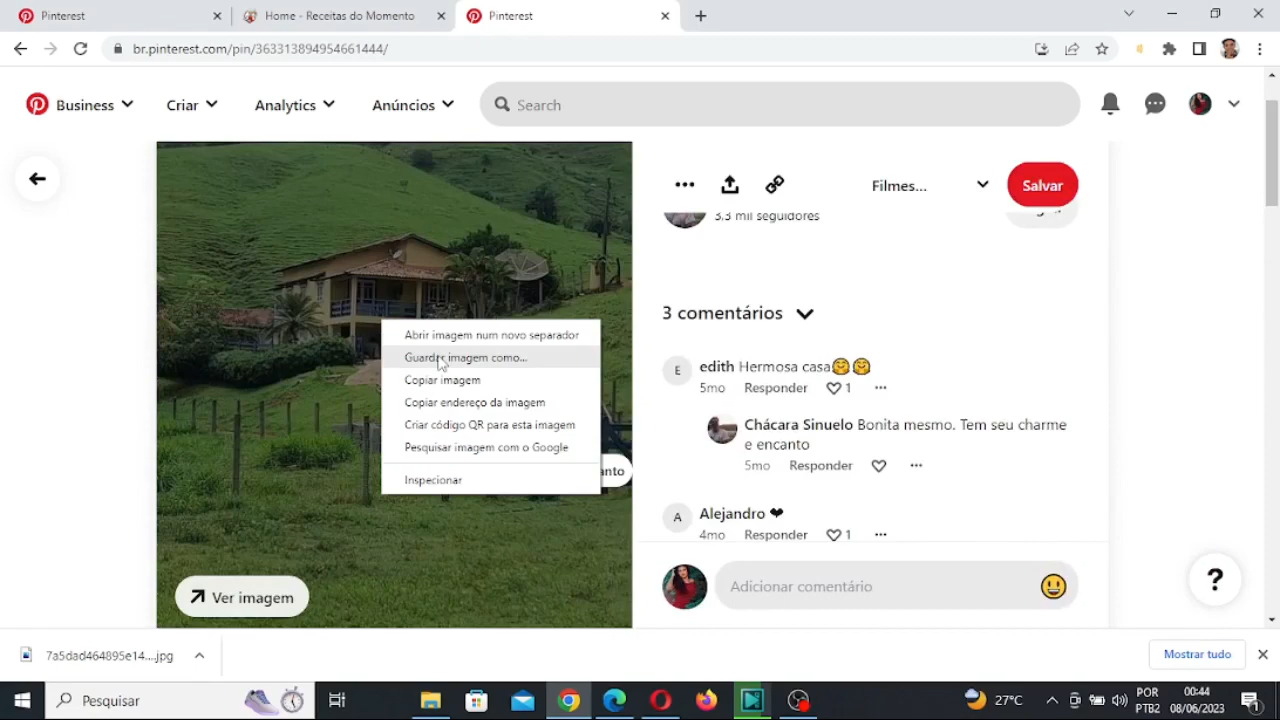 Pinterest
Home - Receitas do Momento
Pinterest
br.pinterest.com/pin/363313894954661444/
Business
Criar
Analytics
Anúncios
Search
Filmes...
Salvar
3,3 mil seguidores
3 comentários
Abrir imagem num novo separador
Guardar imagem como...
Copiar imagem
Copiar endereço da imagem
Criar código QR para esta imagem
Pesquisar imagem com o Google
Inspecionar
E
edith Hermosa casa🤗🤗
5mo Responder 1
Chácara Sinuelo Bonita mesmo. Tem seu charme
e encanto
5mo Responder
A
Alejandro ❤
4mo Responder 1
Adicionar comentário
Ver imagem
?
7a5dad464895e14....jpg
Mostrar tudo
Pesquisar
27°C
POR
PTB2
00:44
08/06/2023
1